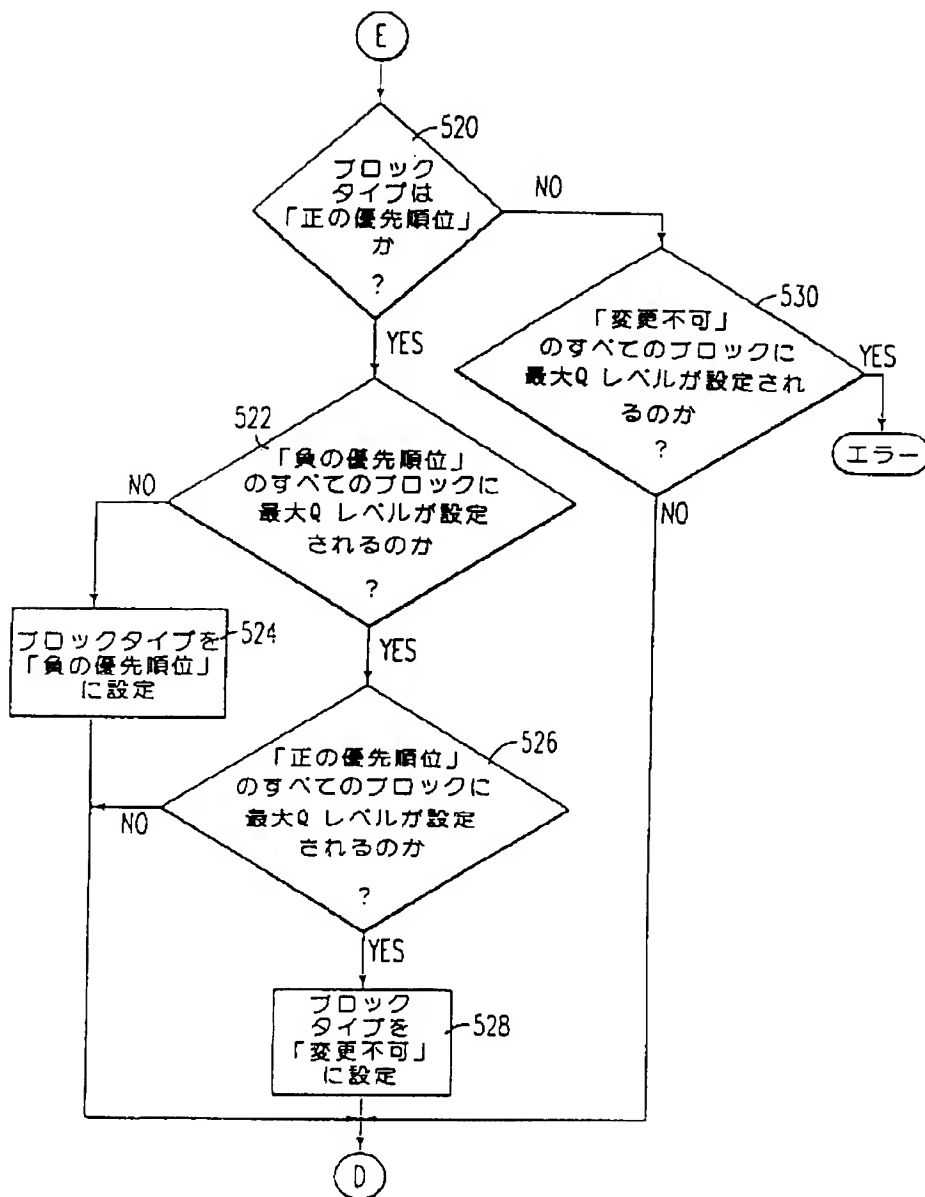 E
520
ブロック
タイプは
「正の優先順位」
か
?
NO
YES
530
「変更不可」
のすべてのブロックに
最大Q レベルが設定され
るのか
?
YES
エラー
NO
522
「負の優先順位」
のすべてのブロックに
最大Q レベルが設定
されるのか
?
NO
YES
524
ブロックタイプを
「負の優先順位」
に設定
526
「正の優先順位」
のすべてのブロックに
最大Q レベルが設定
されるのか
?
NO
YES
ブロック
タイプを
「変更不可」
に設定
528
D